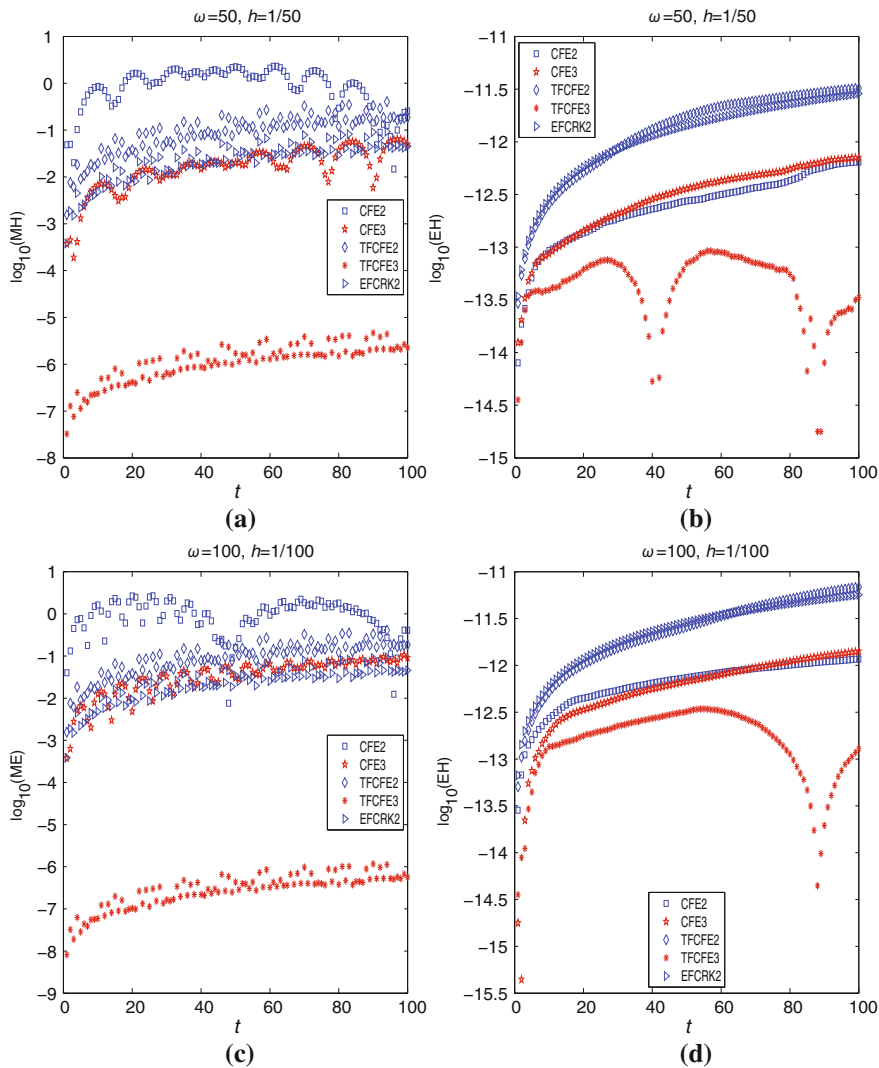 ω=50, h=1/50
log10(MH)
1
0
−1
−2
−3
−4
−5
−6
−7
−8
CFE2
CFE3
TFCFE2
TFCFE3
EFCRK2
0 20 40 60 80 100
t
(a)
ω=50, h=1/50
log10(EH)
−11
−11.5
−12
−12.5
−13
−13.5
−14
−14.5
−15
CFE2
CFE3
TFCFE2
TFCFE3
EFCRK2
0 20 40 60 80 100
t
(b)
ω=100, h=1/100
log10(ME)
1
0
−1
−2
−3
−4
−5
−6
−7
−8
−9
CFE2
CFE3
TFCFE2
TFCFE3
EFCRK2
0 20 40 60 80 100
t
(c)
ω=100, h=1/100
log10(EH)
−11
−11.5
−12
−12.5
−13
−13.5
−14
−14.5
−15
−15.5
CFE2
CFE3
TFCFE2
TFCFE3
EFCRK2
0 20 40 60 80 100
t
(d)